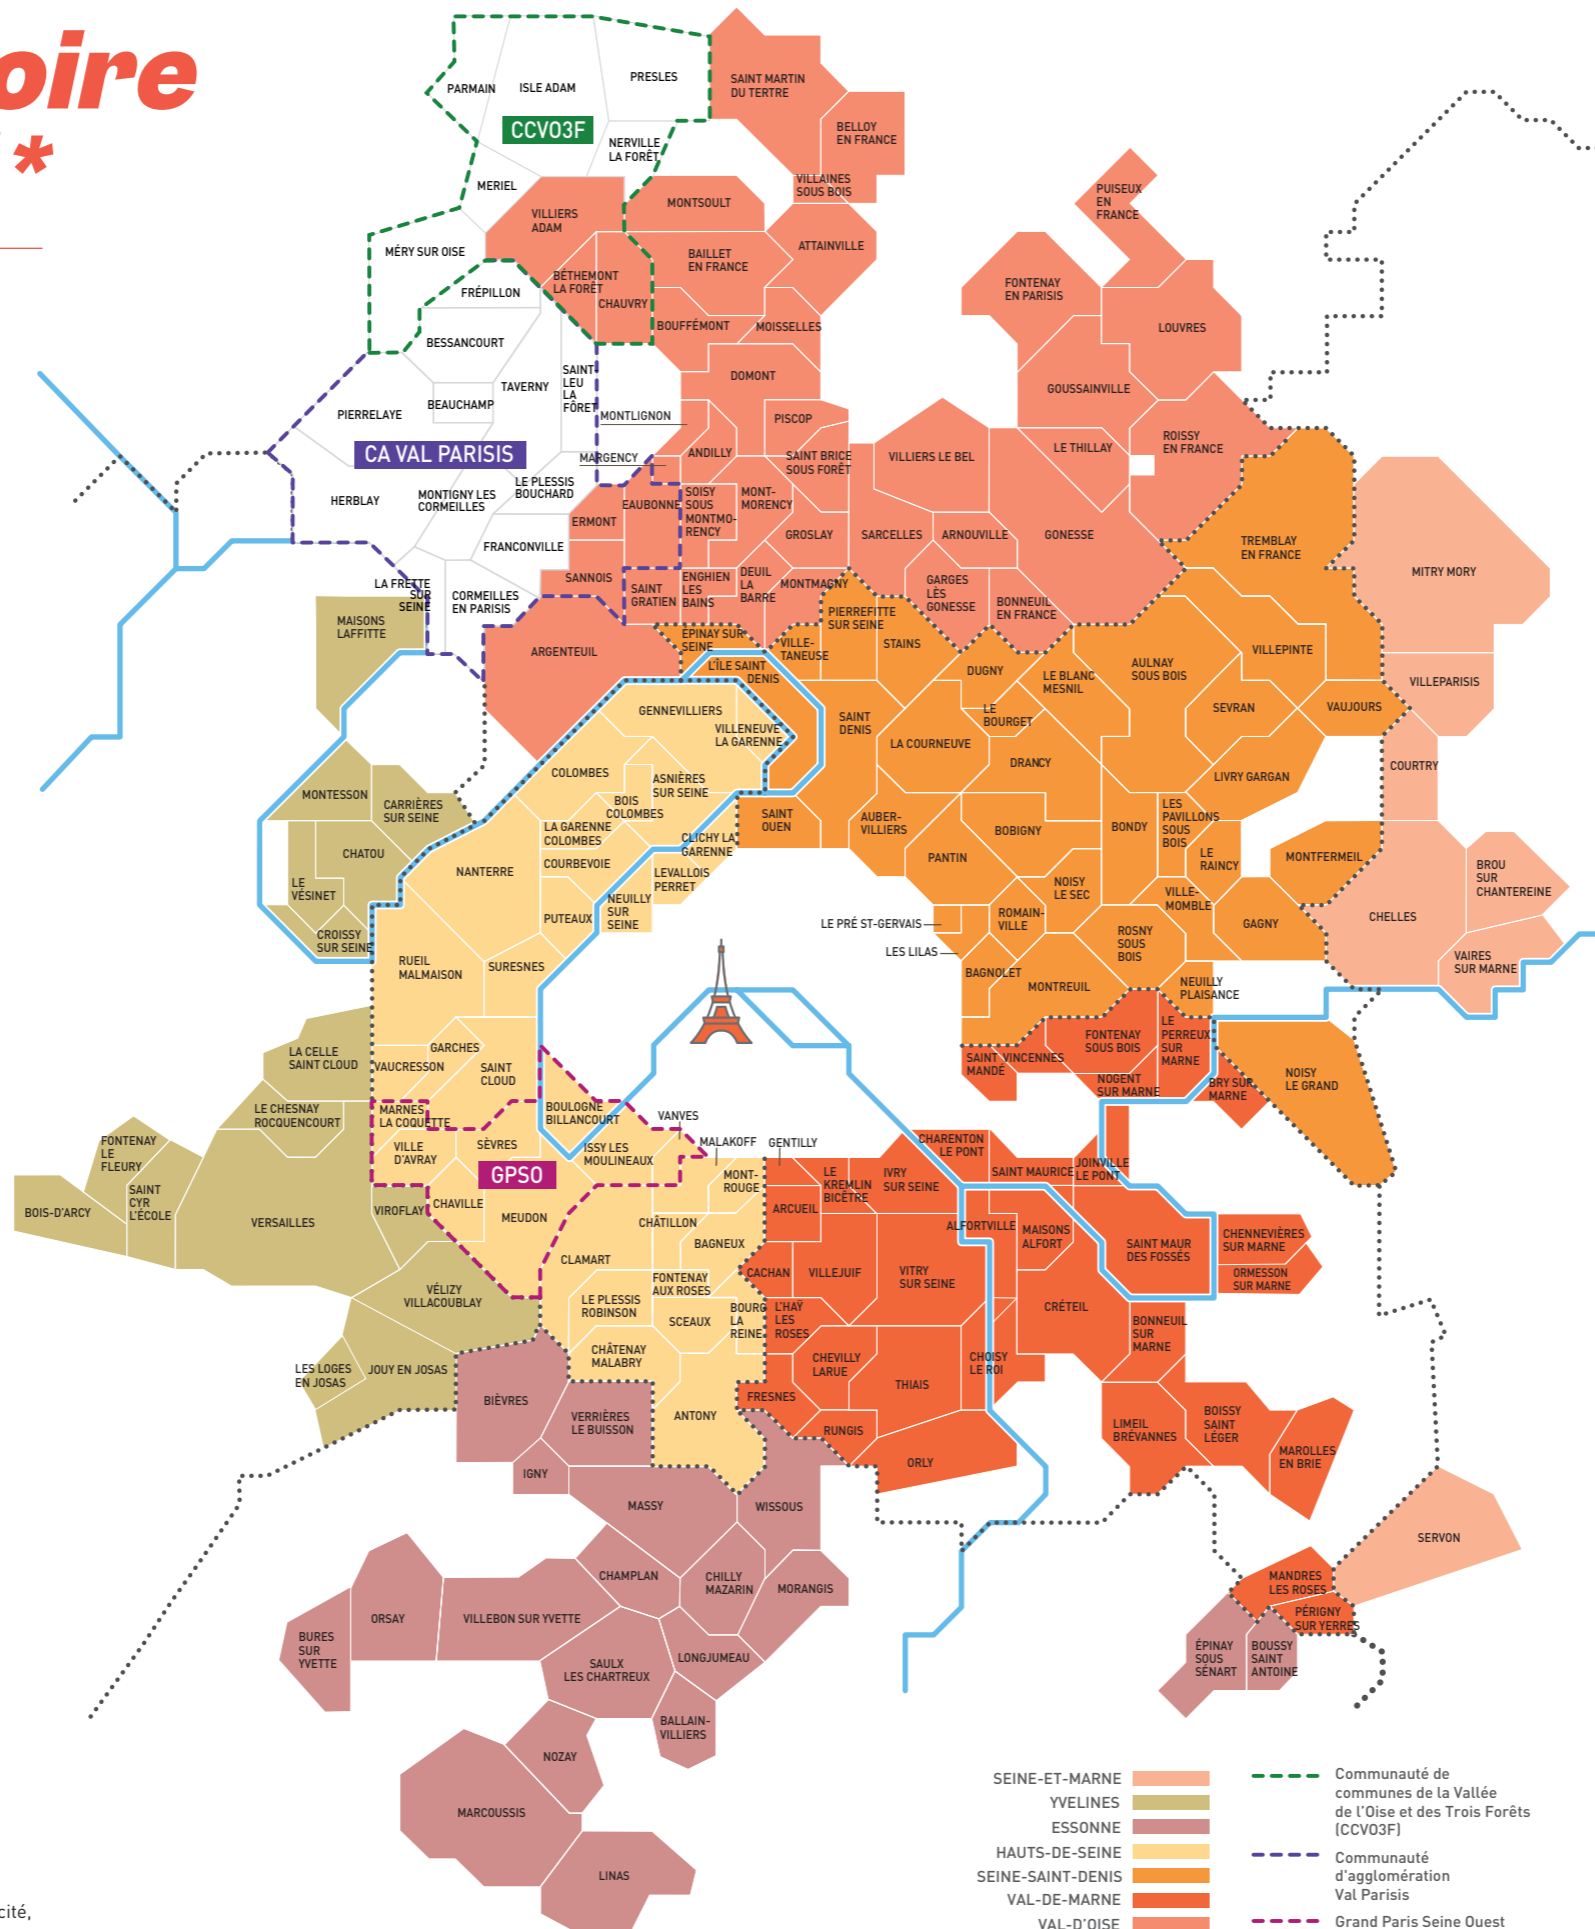 oire
*
PARMAIN
ISLE ADAM
PRESLES
CCVO3F
NERVILLE
LA FORÊT
MERIEL
VILLIERS
ADAM
MÉRY SUR OISE
FRÉPILLON
BÉTHEMONT
LA FORÊT
CHAUVRY
SAINT MARTIN
DU TERTRE
BELLOY
EN FRANCE
VILLAINES
SOUS BOIS
MONTSOULT
BAILLET
EN FRANCE
ATTAINVILLE
BOUFFÉMONT
MOISSELLES
DOMONT
PISCOP
PUISEUX
EN
FRANCE
FONTENAY
EN PARISIS
LOUVRES
GOUSSAINVILLE
LE THILLAY
ROISSY
EN FRANCE
BESSANCOURT
TAVERNY
SAINT-
LEU
LA
FÔRET
BEAUCHAMP
PIERRELAYE
CA VAL PARISIS
MONTLIGNON
MARGENCY
ANDILLY
SAINT BRICE
SOUS FORÊT
VILLIERS LE BEL
HERBLAY
MONTIGNY LES
CORMEILLES
LE PLESSIS
BOUCHARD
ERMONT
EAUBONNE
SOISY
SOUS
MONTMO-
RENCY
MONT-
MORENCY
GROSLAY
SARCELLES
ARNOUVILLE
GONESSE
FRANCONVILLE
SANNOIS
SAINT
GRATIEN
ENGHIEN
LES
BAINS
DEUIL
LA
BARRE
MONTMAGNY
GARGES
LÈS
GONESSE
BONNEUIL
EN FRANCE
TREMBLAY
EN FRANCE
MITRY MORY
LA FRETTE
SUR
SEINE
CORMEILLES
EN PARISIS
MAISONS
LAFFITTE
ARGENTEUIL
ÉPINAY SUR
SEINE
L'ÎLE SAINT
DENIS
VILLE-
TANEUSE
PIERREFITTE
SUR SEINE
STAINS
DUGNY
LE BLANC
MESNIL
AULNAY
SOUS BOIS
VILLEPINTE
VILLEPARISIS
SEVRAN
VAUJOURS
GENNEVILLIERS
VILLENEUVE
LA GARENNE
SAINT
DENIS
LA COURNEUVE
LE
BOURGET
DRANCY
LIVRY GARGAN
COURTRY
MONTESSON
CARRIÈRES
SUR SEINE
COLOMBES
ASNIÈRES
SUR SEINE
BOIS
COLOMBES
LA GARENNE
COLOMBES
CLICHY LA
GARENNE
SAINT
OUEN
AUBER-
VILLIERS
BOBIGNY
BONDY
LES
PAVILLONS
SOUS
BOIS
LE
RAINCY
MONTFERMEIL
CHATOU
LE
VÉSINET
CROISSY
SUR SEINE
NANTERRE
COURBEVOIE
LEVALLOIS
PERRET
NEUILLY
SUR
SEINE
PUTEAUX
PANTIN
NOISY
LE SEC
VILLE-
MOMBLE
GAGNY
CHELLES
BROU
SUR
CHANTEREINE
VAIRES
SUR MARNE
RUEIL
MALMAISON
SURESNES
LE PRÉ ST-GERVAIS
LES LILAS
ROMAIN-
VILLE
ROSNY
SOUS
BOIS
BAGNOLET
MONTREUIL
NEUILLY
PLAISANCE
LA CELLE
SAINT CLOUD
VAUCRESSON
GARCHES
SAINT
CLOUD
SAINT
MANDÉ
VINCENNES
FONTENAY
SOUS BOIS
LE
PERREUX
SUR
MARNE
NOGENT
SUR MARNE
BRY SUR
MARNE
NOISY
LE GRAND
LE CHESNAY
ROCQUENCOURT
MARNES
LA COQUETTE
BOULOGNE
BILLANCOURT
VANVES
MALAKOFF
GENTILLY
CHARENTON
LE PONT
SAINT MAURICE
JOINVILLE
LE PONT
FONTENAY
LE
FLEURY
SAINT
CYR
L'ÉCOLE
BOIS-D'ARCY
VERSAILLES
VILLE
D'AVRAY
SÈVRES
ISSY LES
MOULINEAUX
GPSO
MONT-
ROUGE
ARCUEIL
LE
KREMLIN
BICÊTRE
IVRY
SUR SEINE
VIROFLAY
CHAVILLE
MEUDON
CHÂTILLON
BAGNEUX
ALFORTVILLE
MAISONS
ALFORT
SAINT MAUR
DES FOSSÉS
CHENNEVIÈRES
SUR MARNE
ORMESSON
SUR MARNE
CLAMART
FONTENAY
AUX ROSES
CACHAN
VILLEJUIF
VITRY
SUR SEINE
VÉLIZY
VILLACOUBLAY
LE PLESSIS
ROBINSON
SCEAUX
BOURG
LA
REINE
L'HAŸ
LES
ROSES
CRÉTEIL
BONNEUIL
SUR
MARNE
LES LOGES
EN JOSAS
JOUY EN JOSAS
CHÂTENAY
MALABRY
CHEVILLY
LARUE
THIAIS
CHOISY
LE ROI
BIÈVRES
VERRIÈRES
LE BUISSON
ANTONY
FRESNES
RUNGIS
ORLY
LIMEIL
BRÉVANNES
BOISSY
SAINT
LÉGER
MAROLLES
EN BRIE
IGNY
MASSY
WISSOUS
SERVON
CHAMPLAN
CHILLY
MAZARIN
MORANGIS
MANDRES
LES ROSES
PÉRIGNY
SUR YERRES
ORSAY
VILLEBON SUR YVETTE
BURES
SUR
YVETTE
SAULX
LES CHARTREUX
LONGJUMEAU
ÉPINAY
SOUS
SÉNART
BOUSSY
SAINT
ANTOINE
BALLAIN-
VILLIERS
NOZAY
MARCOUSSIS
LINAS
SEINE-ET-MARNE
YVELINES
ESSONNE
HAUTS-DE-SEINE
SEINE-SAINT-DENIS
VAL-DE-MARNE
VAL-D'OISE
Communauté de
communes de la Vallée
de l'Oise et des Trois Forêts
(CCVO3F)
Communauté
d'agglomération
Val Parisis
Grand Paris Seine Ouest
cité,